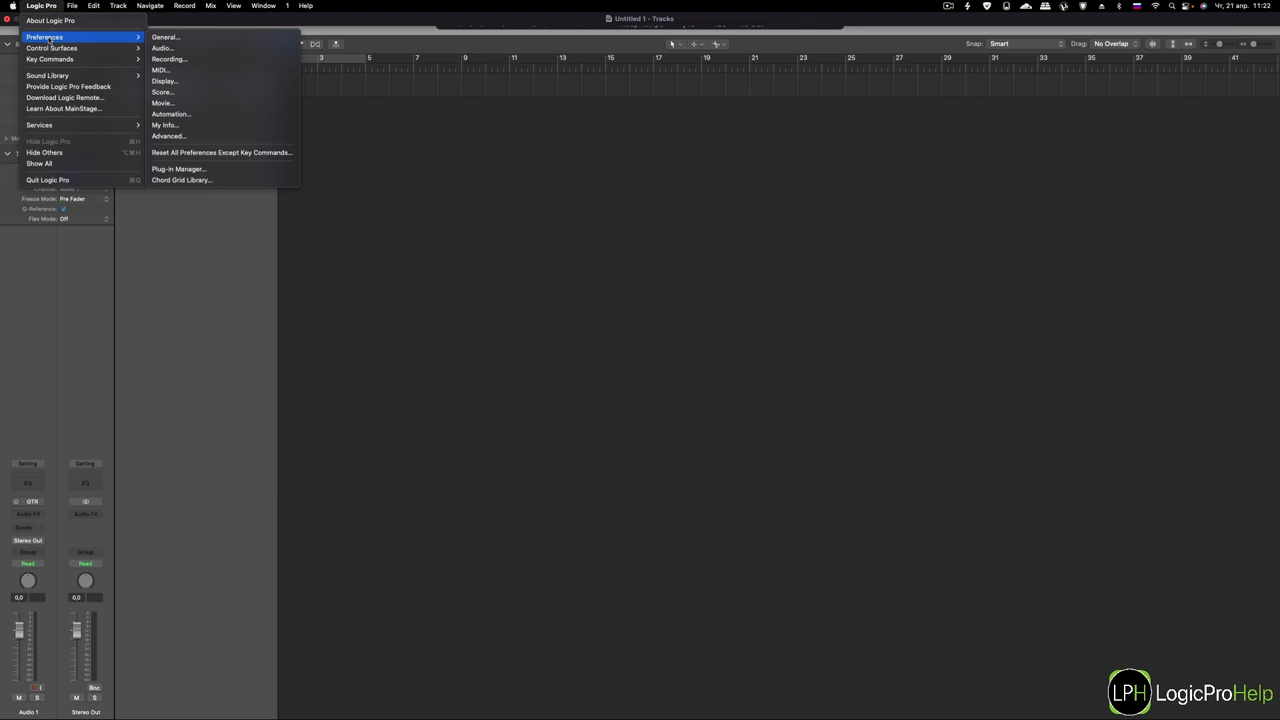 Logic Pro File Edit Track Navigate Record Mix View Window 1 Help Чт, 21 апр. 11:22
Untitled 1 - Tracks
About Logic Pro
Preferences
Control Surfaces
Key Commands
Sound Library
Provide Logic Pro Feedback
Download Logic Remote...
Learn About MainStage...
Services
Hide Logic Pro ⌘H
Hide Others ⌥⌘H
Show All
Quit Logic Pro ⌘Q
General...
Audio...
Recording...
MIDI...
Display...
Score...
Movie...
Automation...
My Info...
Advanced...
Reset All Preferences Except Key Commands...
Plug-in Manager...
Chord Grid Library...
Snap: Smart Drag: No Overlap
3 5 7 9 11 13 15 17 19 21 23 25 27 29 31 33 35 37 39 41
Freeze Mode: Pre Fader
Q-Reference:
Flex Mode: Off
Setting Setting
EQ EQ
GTR
Audio FX Audio FX
Sends
Stereo Out
Group Group
Read Read
0,0 0,0
I Bnc
M S M S
Audio 1 Stereo Out
LPH LogicProHelp